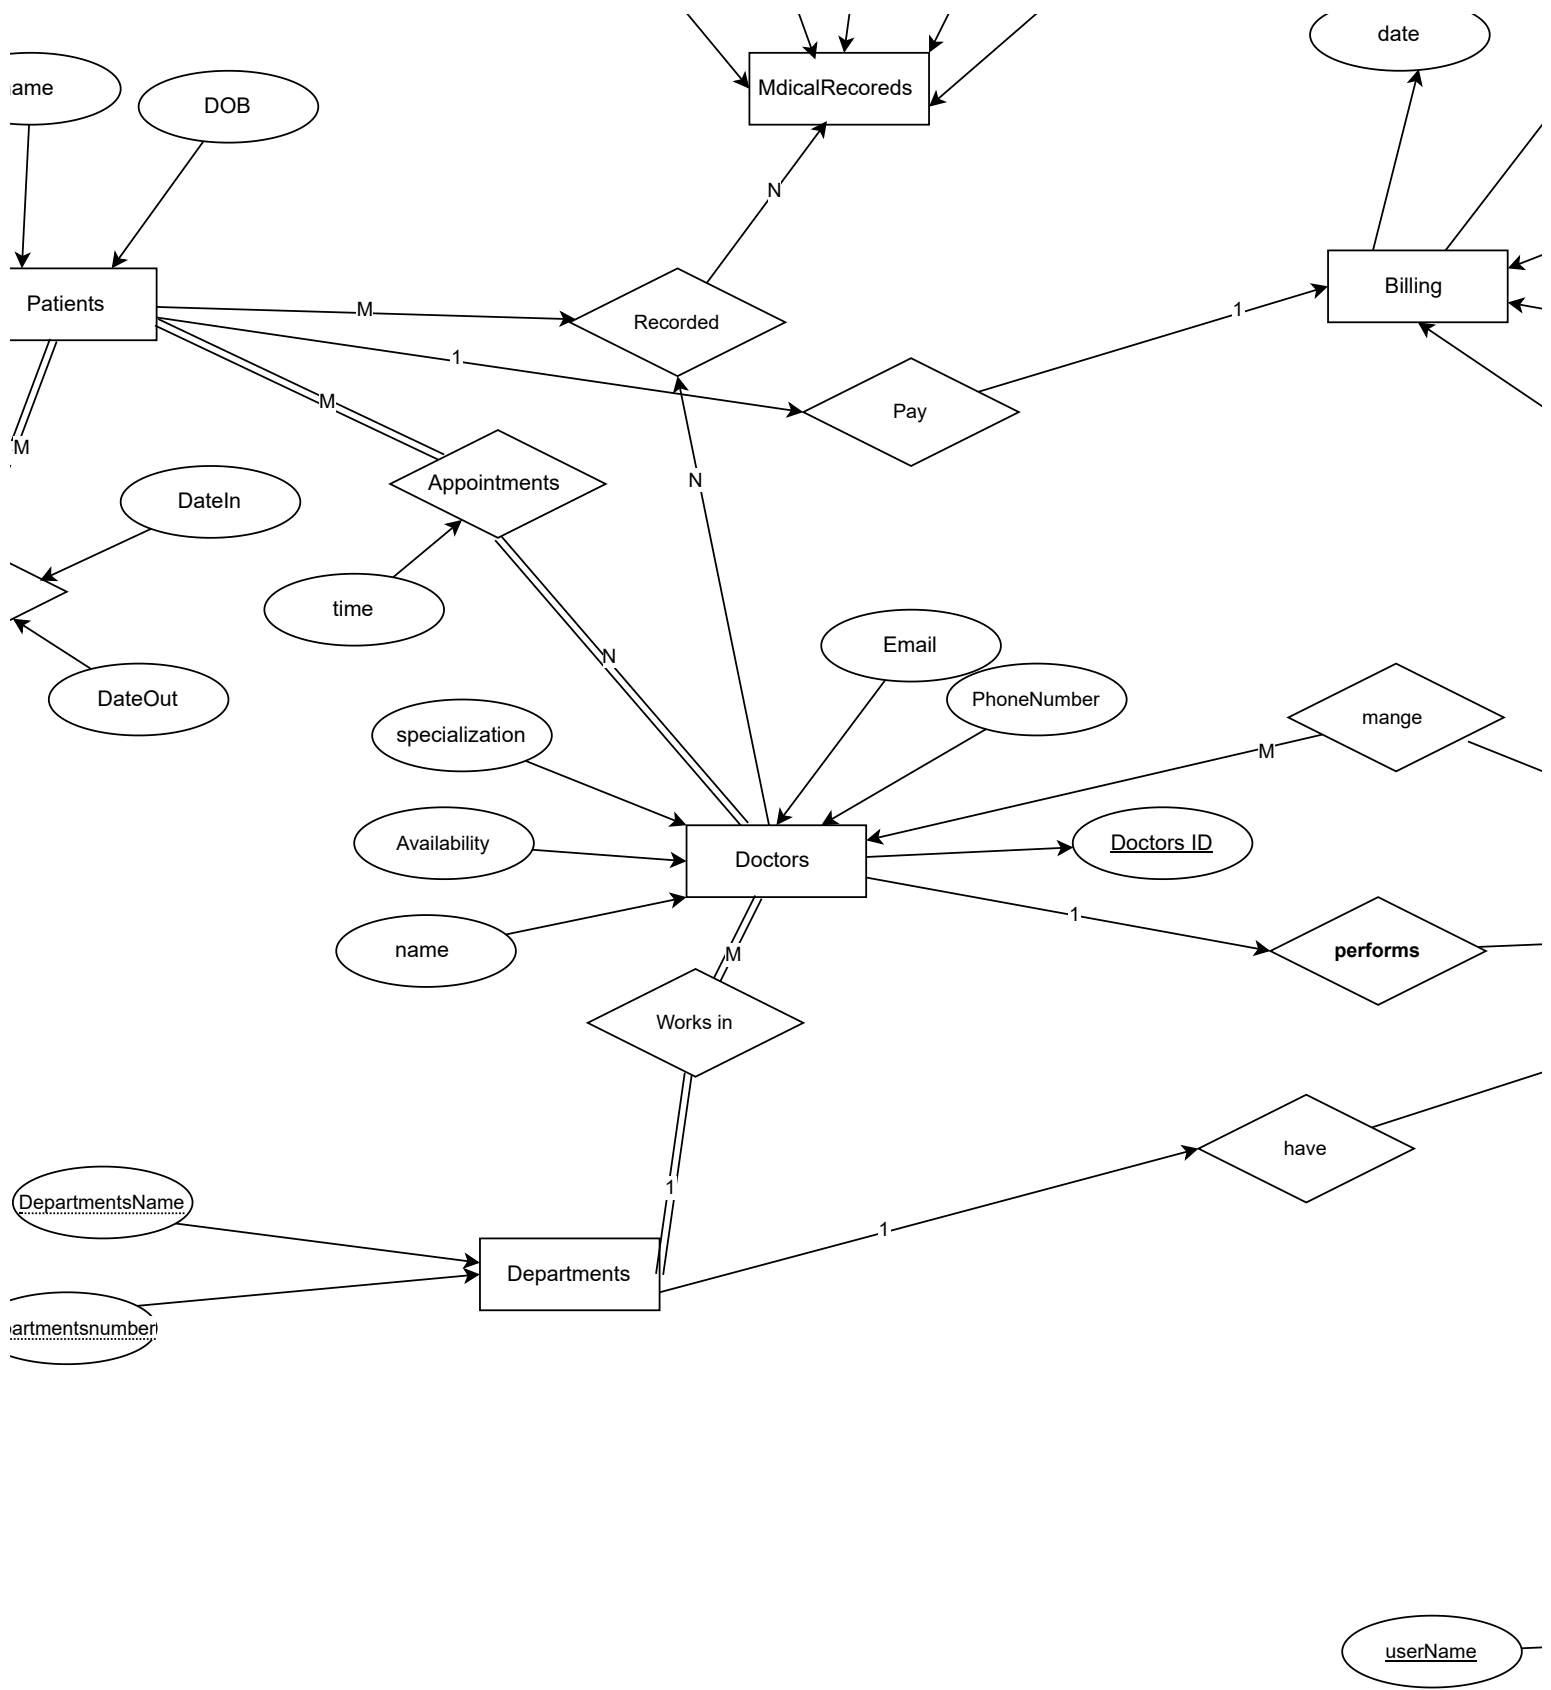 date
ame
DOB
MdicalRecoreds
N
Patients
M
Recorded
1
Billing
1
Pay
M
M
Appointments
N
DateIn
time
N
Email
DateOut
PhoneNumber
specialization
mange
M
Availability
Doctors
Doctors ID
1
name
M
performs
Works in
have
1
DepartmentsName
1
Departments
artmentsnumber
userName